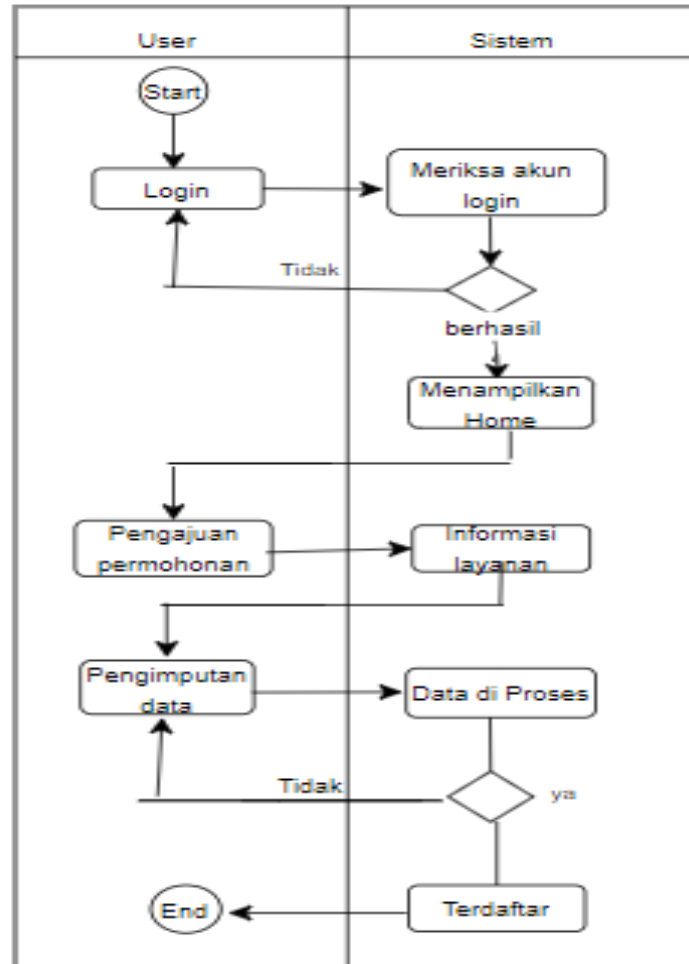 User
Sistem
Start
Login
Meriksa akun
login
Tidak
berhasil
Menampilkan
Home
Pengajuan
permohonan
Informasi
layanan
Pengimputan
data
Data di Proses
Tidak
ya
End
Terdaftar